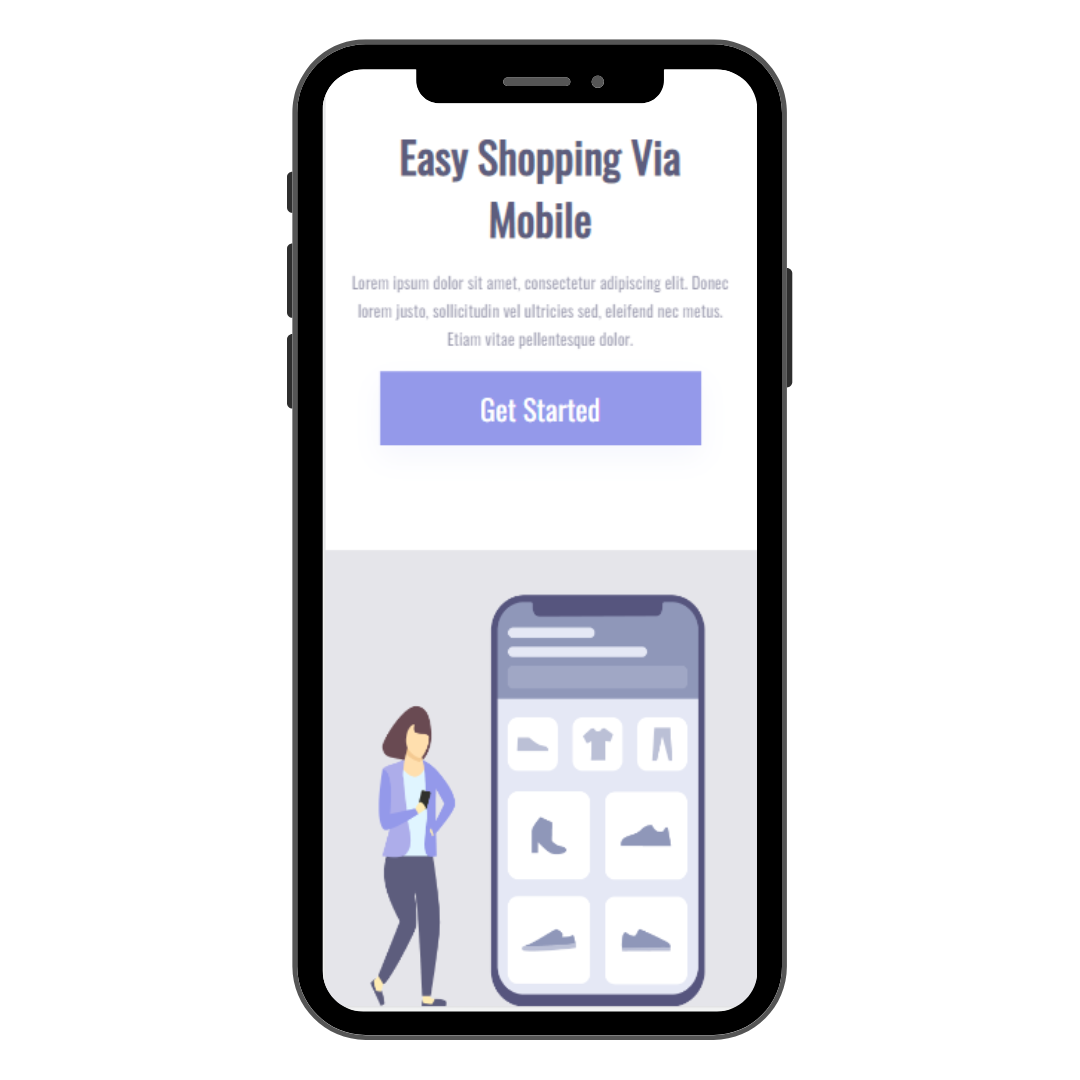 Easy Shopping Via
Mobile
Lorem ipsum dolor sit amet, consectetur adipiscing elit. Donec
lorem justo, sollicitudin vel ultricies sed, eleifend nec metus.
Etiam vitae pellentesque dolor.
Get Started